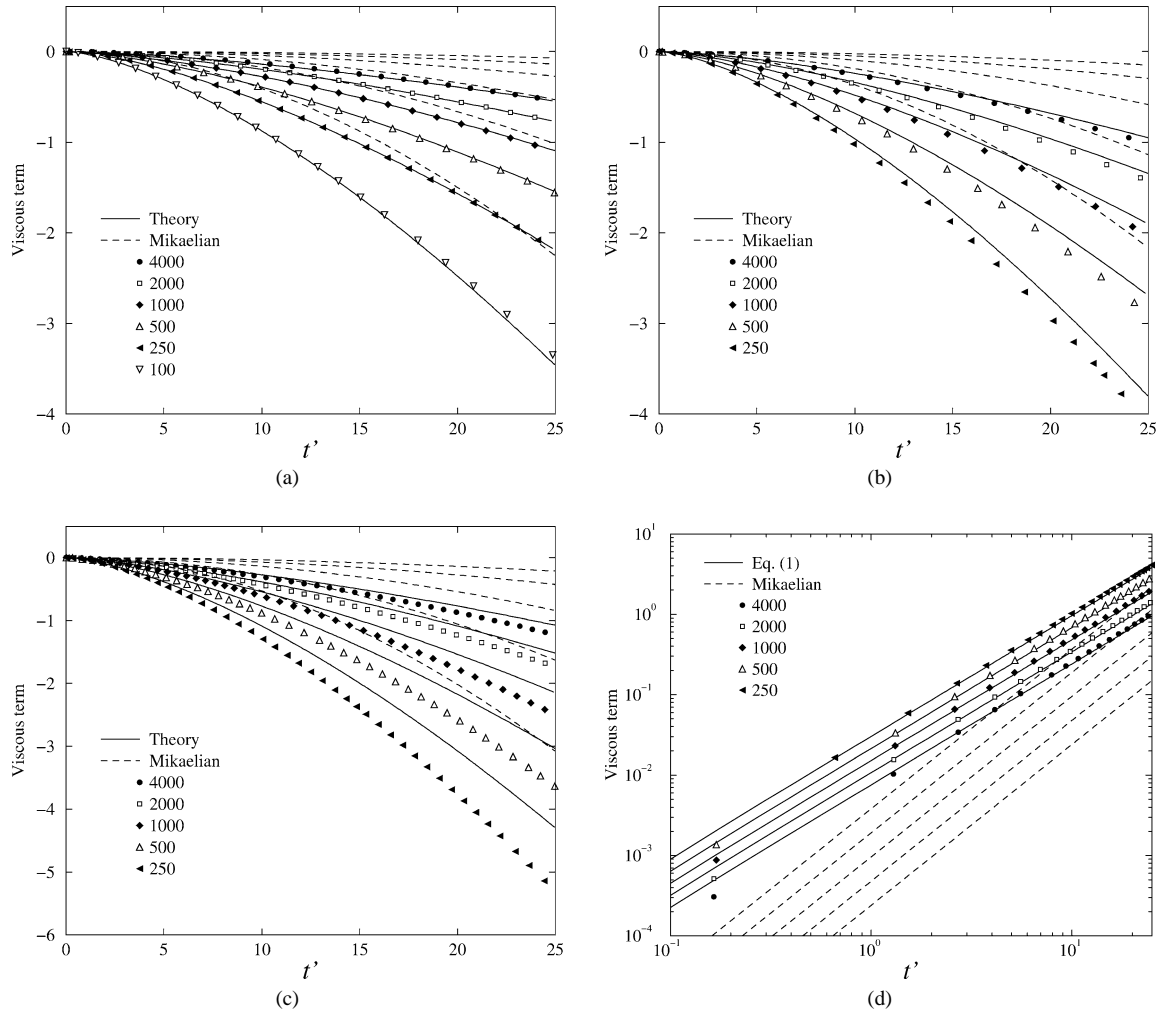 0
−1
−2
−3
−4
Viscous term
Theory
Mikaelian
4000
2000
1000
500
250
100
0 5 10 15 20 25
t’
(a)
0
−1
−2
−3
−4
Viscous term
Theory
Mikaelian
4000
2000
1000
500
250
0 5 10 15 20 25
t’
(b)
0
−1
−2
−3
−4
−5
−6
Viscous term
Theory
Mikaelian
4000
2000
1000
500
250
0 5 10 15 20 25
t’
(c)
10^1
10^0
10^-1
10^-2
10^-3
10^-4
Viscous term
Eq. (1)
Mikaelian
4000
2000
1000
500
250
10^-1 10^0 10^1
t’
(d)